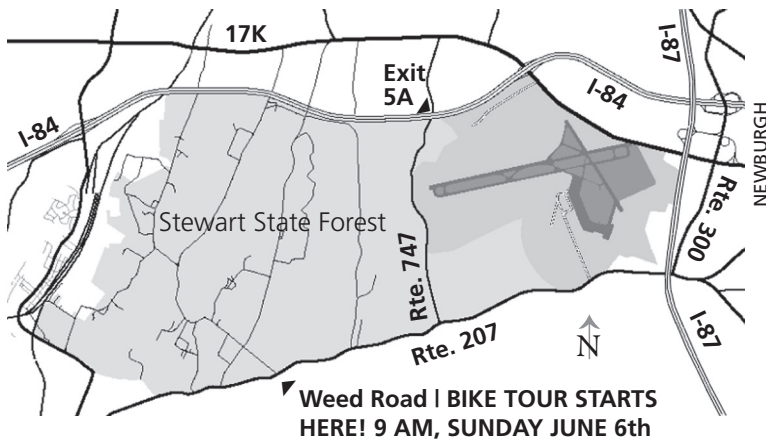 17K
I-87
Exit
5A
I-84
I-84
NEWBURGH
Stewart State Forest
Rte. 747
Rte. 300
Rte. 207
I-87
N
Weed Road | BIKE TOUR STARTS
HERE! 9 AM, SUNDAY JUNE 6th